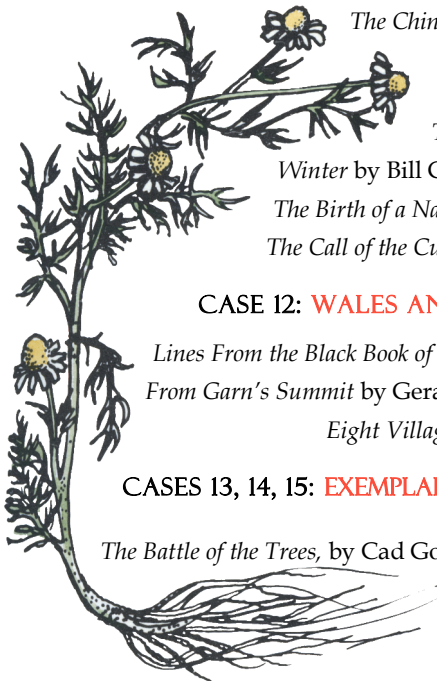 The Chin
T
Winter by Bill
The Birth of a Na
The Call of the Cu
CASE 12: WALES AN
Lines From the Black Book of
From Garn's Summit by Gera
Eight Villag
CASES 13, 14, 15: EXEMPLA
The Battle of the Trees, by Cad Go